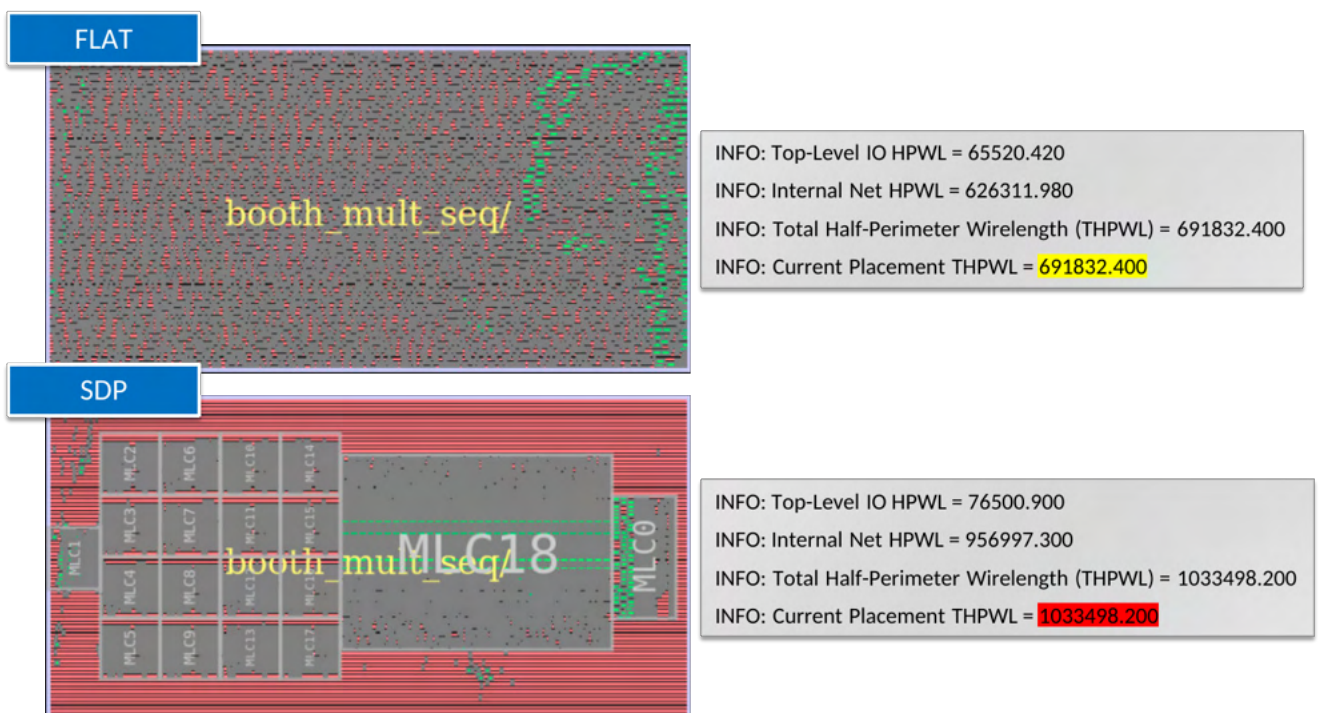 FLAT
booth_mult_seq/
INFO: Top-Level IO HPWL = 65520.420
INFO: Internal Net HPWL = 626311.980
INFO: Total Half-Perimeter Wirelength (THPWL) = 691832.400
INFO: Current Placement THPWL = 691832.400
SDP
MLC2
MLC6
MLC10
MLC14
MLC3
MLC7
MLC11
MLC15
MLC1
MLC4
MLC8
booth_mult_seq/
MLC18
MLC0
MLC5
MLC9
MLC13
MLC17
INFO: Top-Level IO HPWL = 76500.900
INFO: Internal Net HPWL = 956997.300
INFO: Total Half-Perimeter Wirelength (THPWL) = 1033498.200
INFO: Current Placement THPWL = 1033498.200